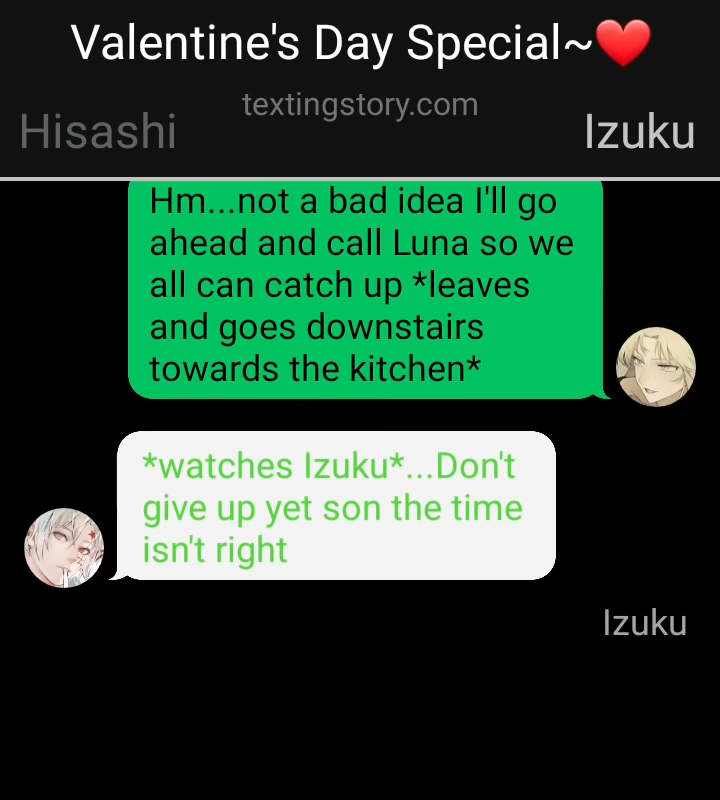 Valentine's Day Special~❤️
textingstory.com
Hisashi
Izuku
Hm...not a bad idea I'll go
ahead and call Luna so we
all can catch up *leaves
and goes downstairs
towards the kitchen*
*watches Izuku*...Don't
give up yet son the time
isn't right
Izuku